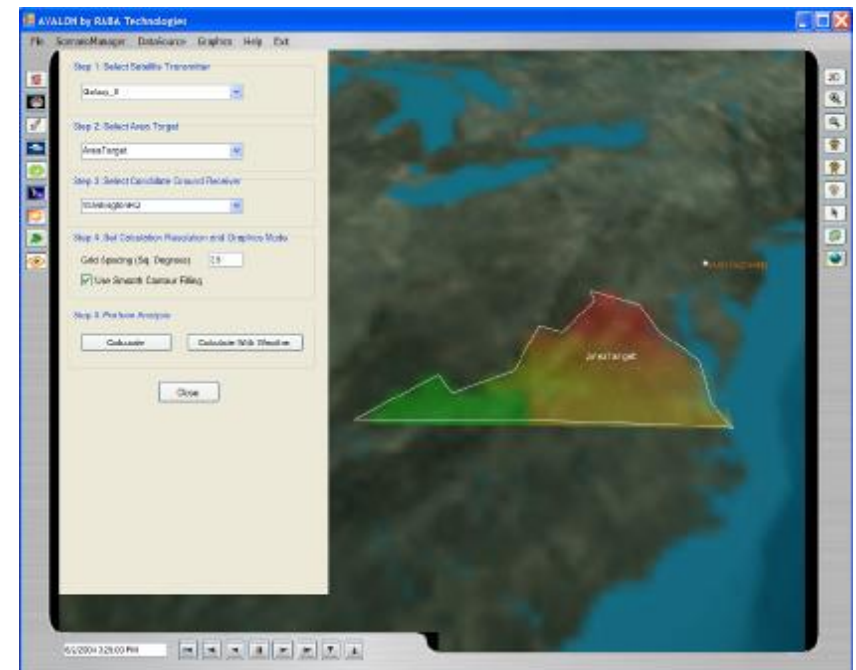 AVALON by RABA Technologies
File ScenarioManager DataSource Graphics Help Exit
Step 1: Select Satellite Transmitter
Step 2: Select Area Target
AreaTarget
Step 3: Select Candidate Ground Receiver
Step 4: Set Calculation Resolution and Graphics Mode
Grid Spacing (Sq. Degrees)
Use Smooth Contour Filling
Step 5: Perform Analysis
Calculate
Calculate With Weather
Close
AreaTarget
2D